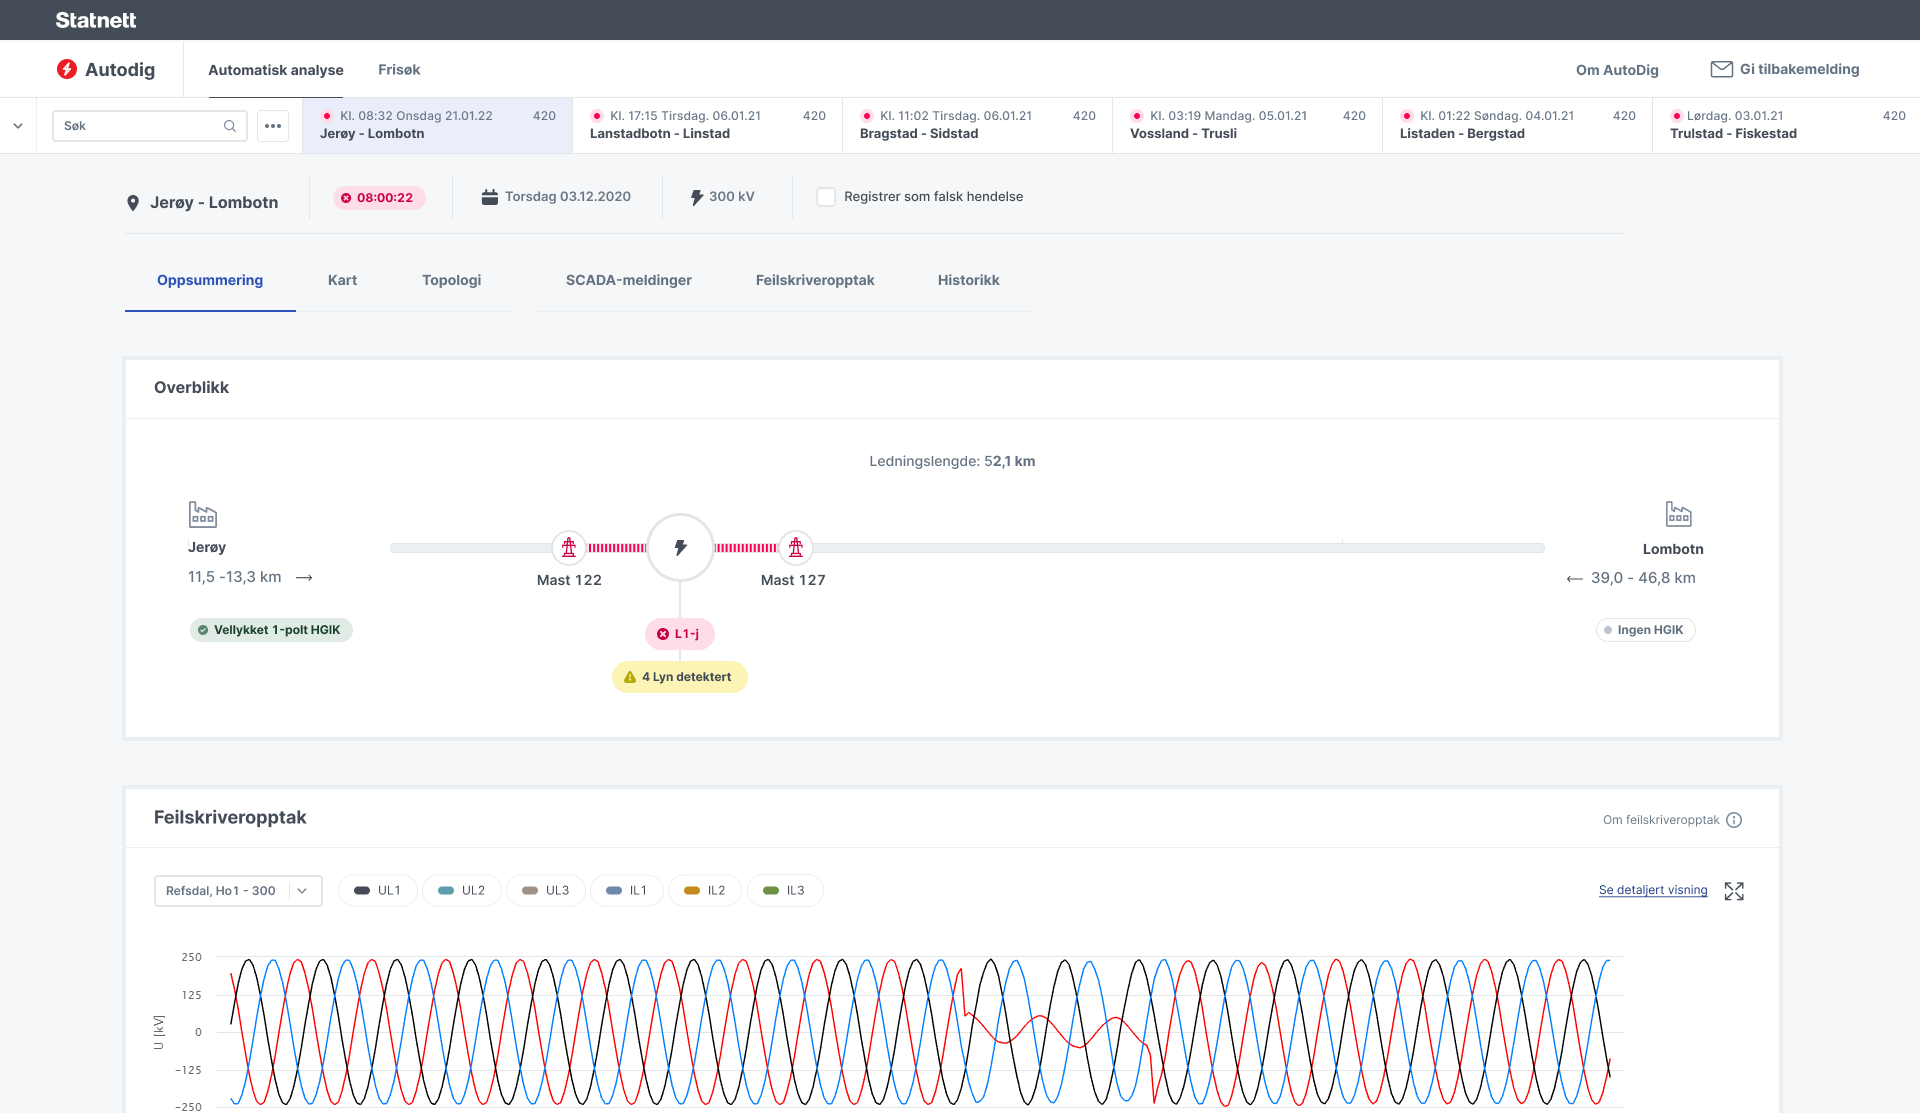 Statnett
Autodig
Automatisk analyse
Frisøk
Om AutoDig
Gi tilbakemelding
Søk
Kl. 08:32 Onsdag 21.01.22 420
Jerøy - Lombotn
Kl. 17:15 Tirsdag. 06.01.21 420
Lanstadbotn - Linstad
Kl. 11:02 Tirsdag. 06.01.21 420
Bragstad - Sidstad
Kl. 03:19 Mandag. 05.01.21 420
Vossland - Trusli
Kl. 01:22 Søndag. 04.01.21 420
Listaden - Bergstad
Lørdag. 03.01.21 420
Trulstad - Fiskestad
Jerøy - Lombotn
08:00:22
Torsdag 03.12.2020
300 kV
Registrer som falsk hendelse
Oppsummering
Kart
Topologi
SCADA-meldinger
Feilskriveropptak
Historikk
Overblikk
Ledningslengde: 52,1 km
Jerøy
11,5 -13,3 km →
Vellykket 1-polt HGIK
Mast 122
Mast 127
L1-j
4 Lyn detektert
Lombotn
← 39,0 - 46,8 km
Ingen HGIK
Feilskriveropptak
Om feilskriveropptak
Refsdal, Ho1 - 300
UL1
UL2
UL3
IL1
IL2
IL3
Se detaljert visning
U [kV]
250
125
0
−125
−250